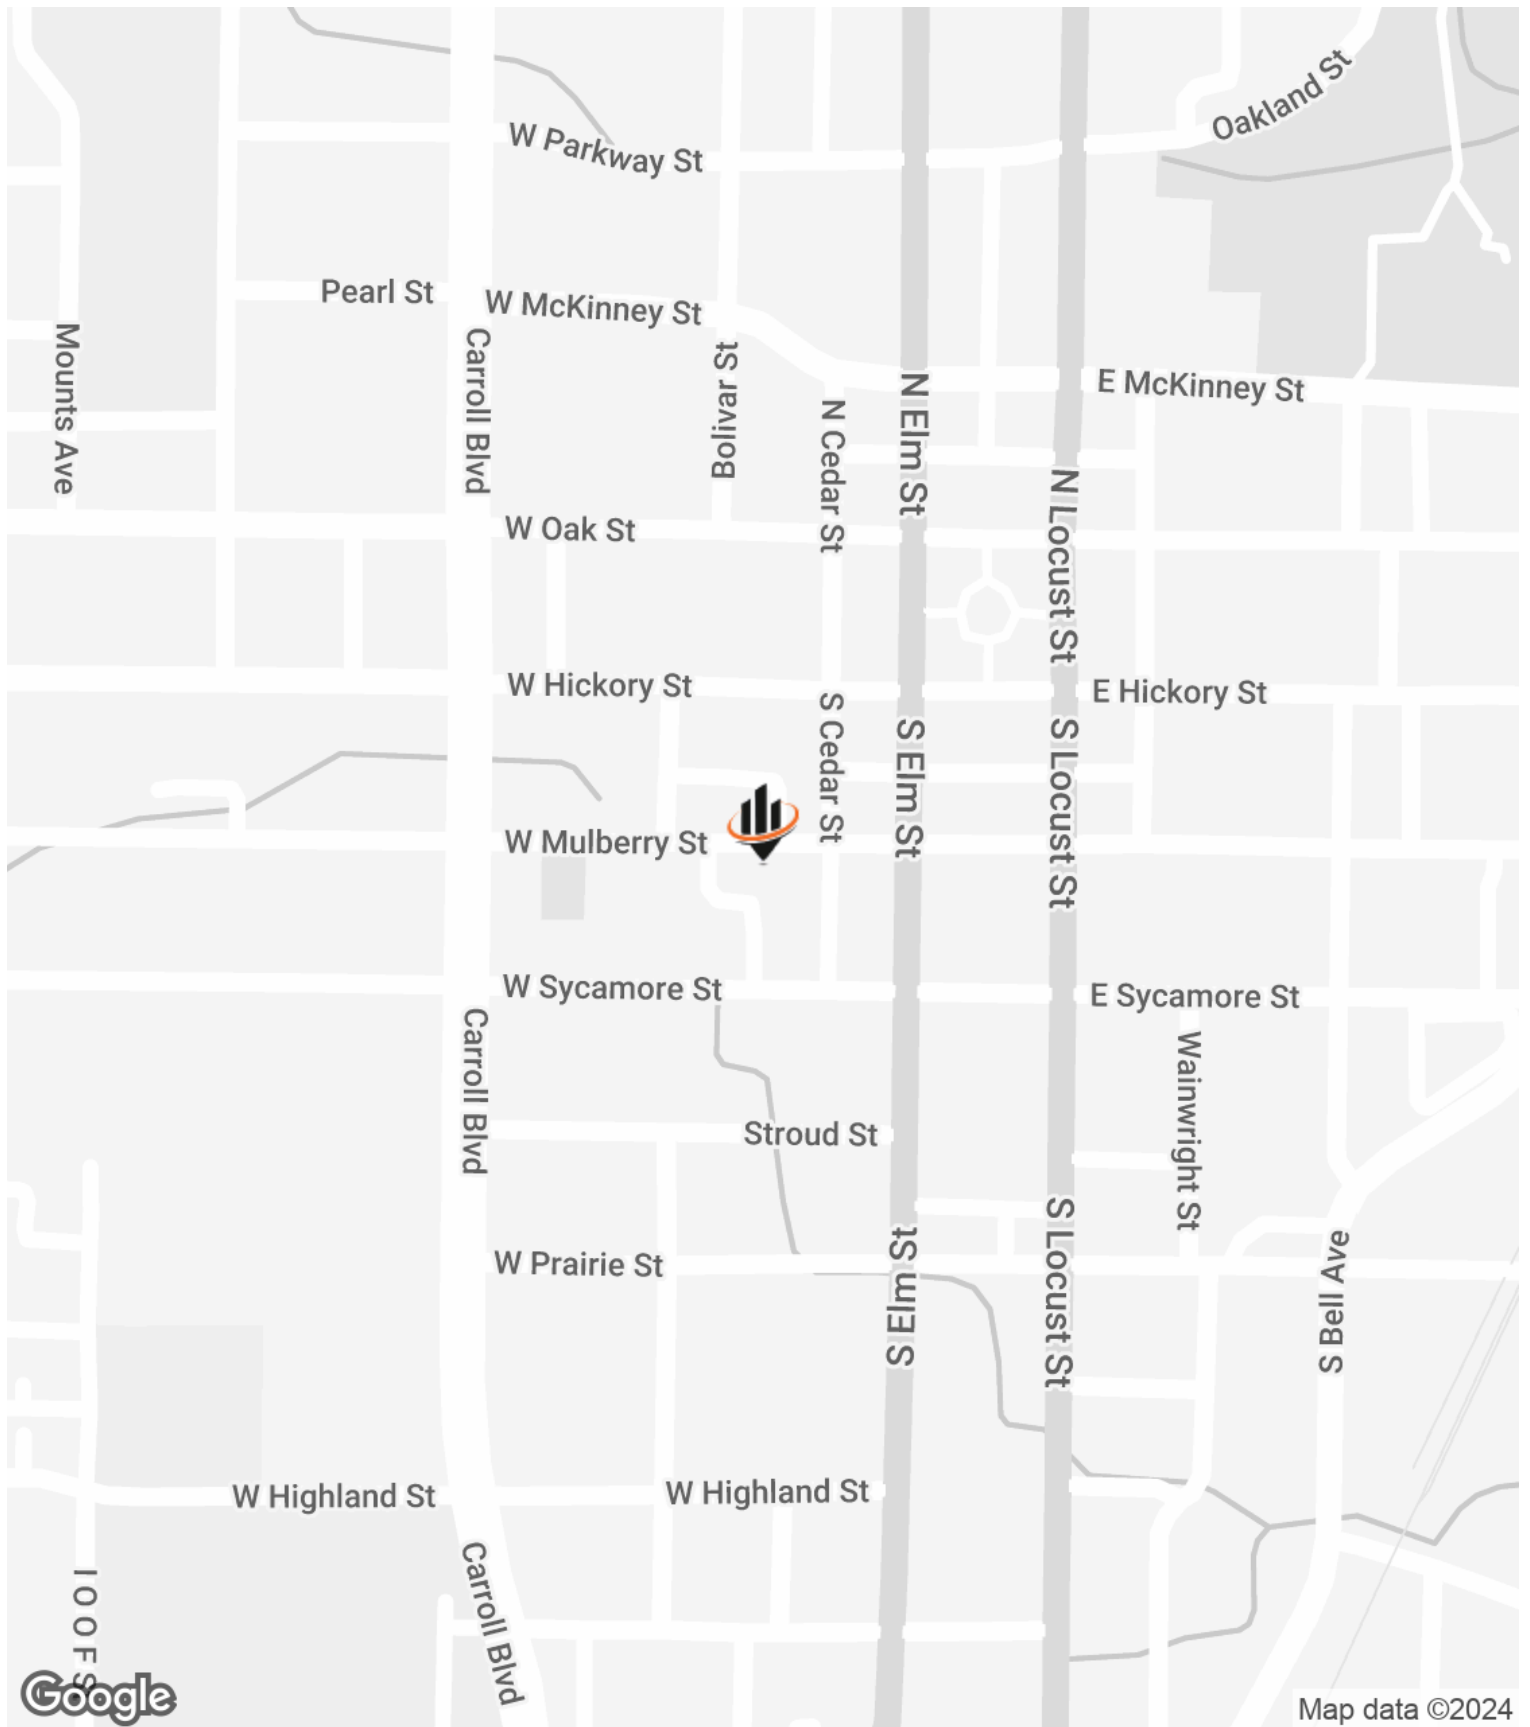 Oakland St
W Parkway St
Pearl St
W McKinney St
Mounts Ave
Carroll Blvd
Bolivar St
N Cedar St
N Elm St
E McKinney St
N Locust St
W Oak St
W Hickory St
E Hickory St
S Cedar St
S Elm St
S Locust St
W Mulberry St
W Sycamore St
E Sycamore St
Carroll Blvd
Wainwright St
Stroud St
W Prairie St
S Elm St
S Locust St
S Bell Ave
W Highland St
W Highland St
Carroll Blvd
I O O F S
Google
Map data ©2024